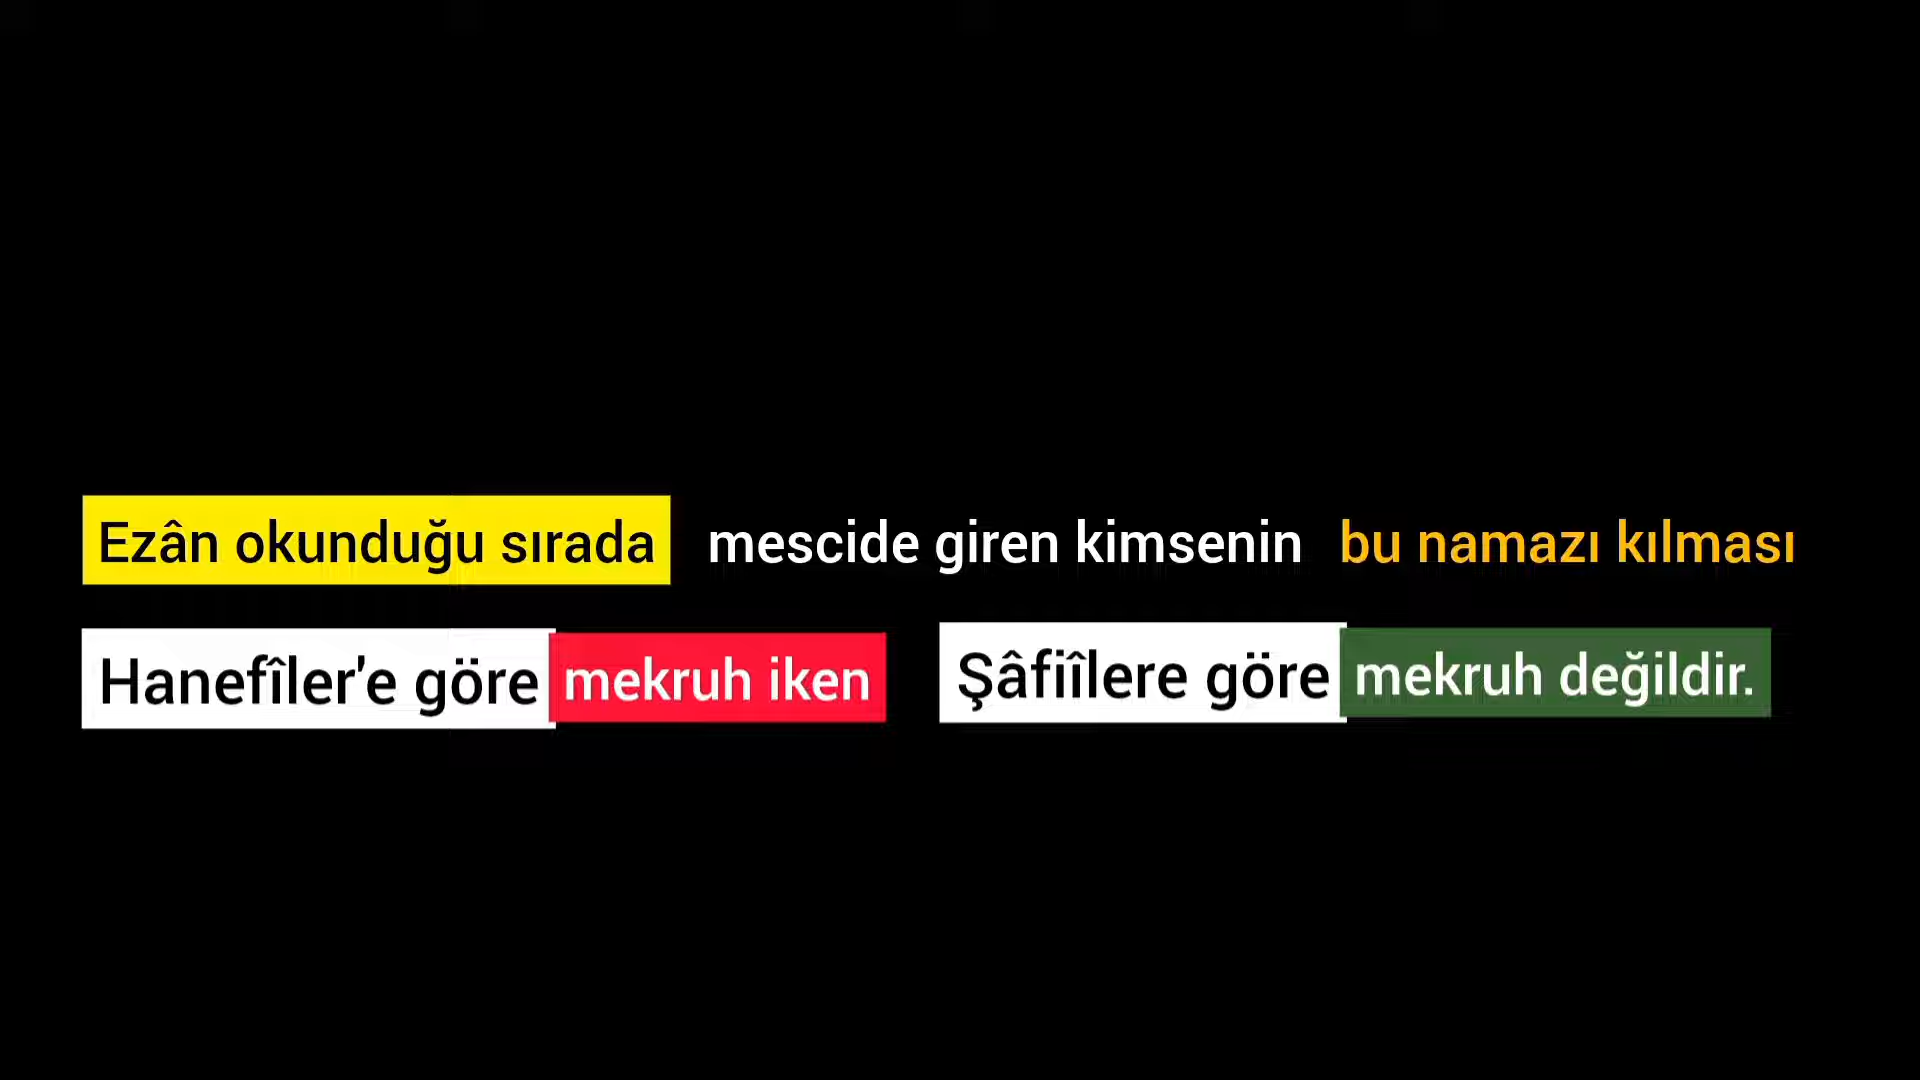 Ezân okunduğu sırada mescide giren kimsenin bu namazı kılması
Hanefîler'e göre mekruh iken Şâfiîlere göre mekruh değildir.